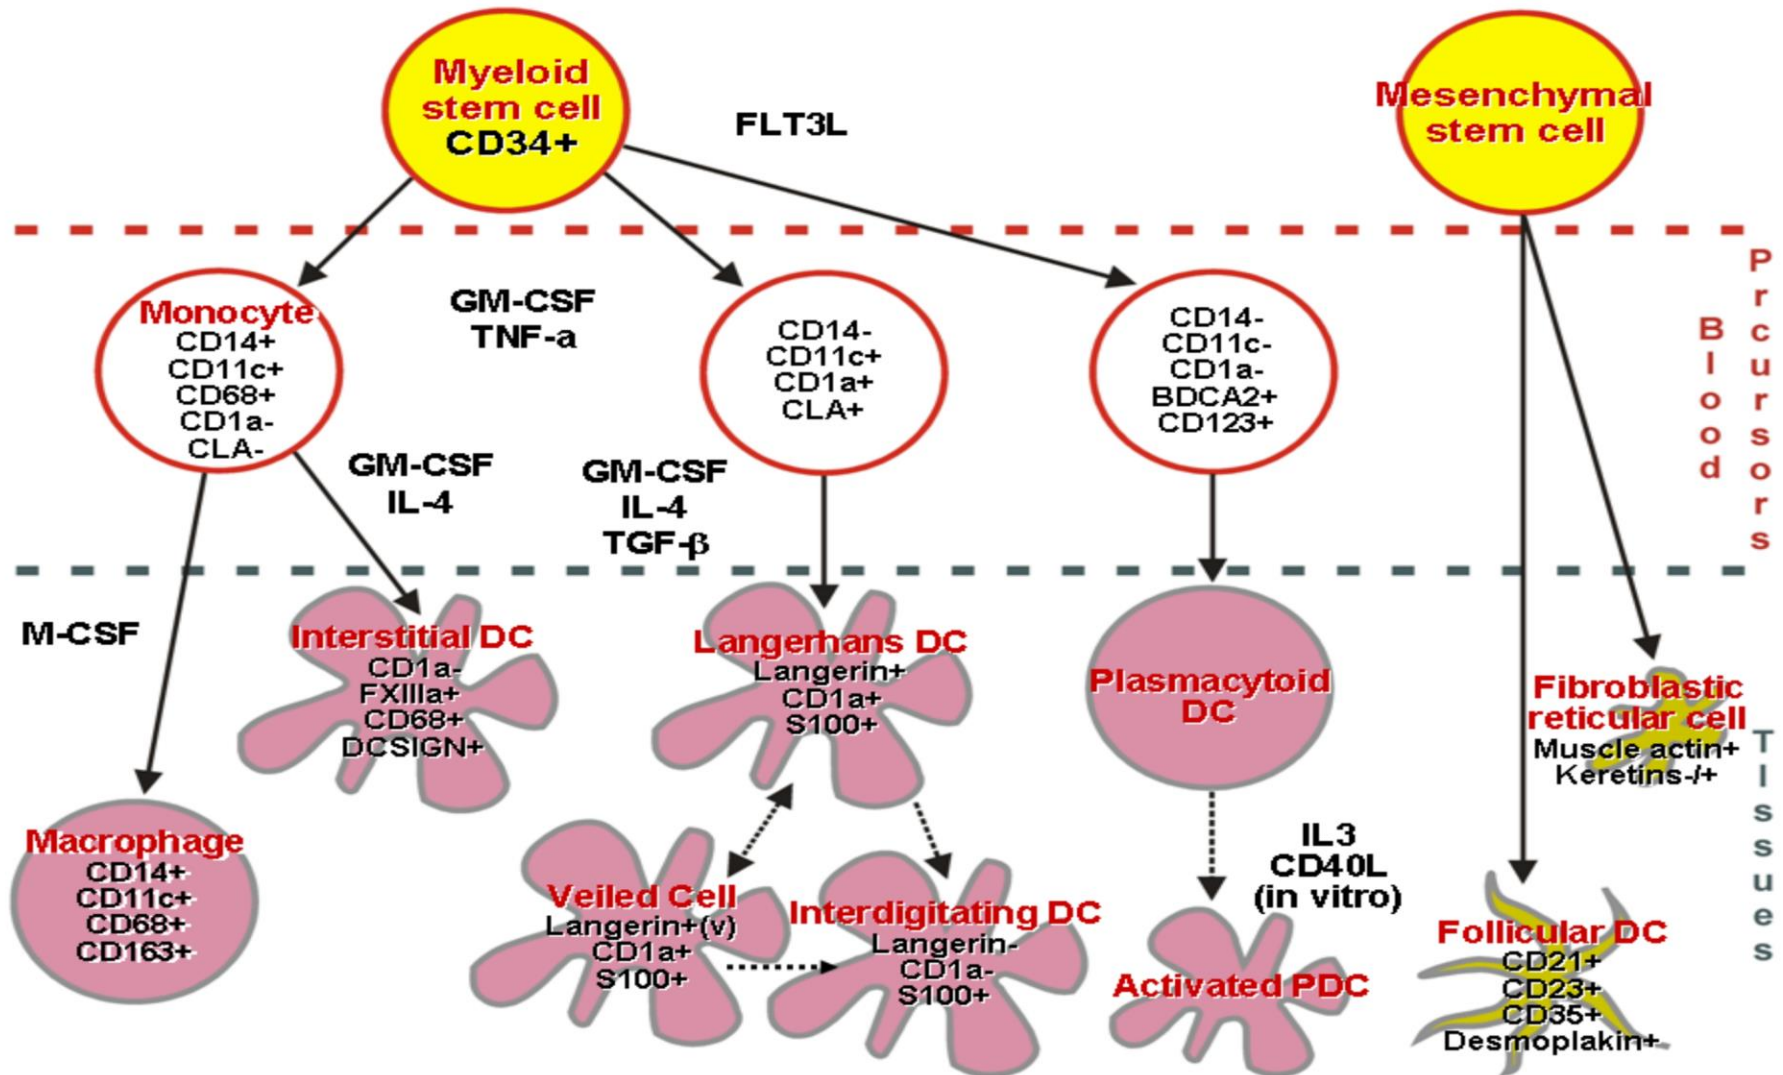 Myeloid
stem cell
CD34+
FLT3L
Mesenchymal
stem cell
Prcursors
Blood
Monocyte
CD14+
CD11c+
CD68+
CD1a-
CLA-
GM-CSF
TNF-a
CD14-
CD11c+
CD1a+
CLA+
CD14-
CD11c-
CD1a-
BDCA2+
CD123+
GM-CSF
IL-4
GM-CSF
IL-4
TGF-β
M-CSF
Interstitial DC
CD1a-
FXIIIa+
CD68+
DCSIGN+
Langerhans DC
Langerin+
CD1a+
S100+
Plasmacytoid
DC
Fibroblastic
reticular cell
Muscle actin+
Keretins-/+
TIssues
Macrophage
CD14+
CD11c+
CD68+
CD163+
Veiled Cell
Langerin+(v)
CD1a+
S100+
Interdigitating DC
Langerin-
CD1a-
S100+
IL3
CD40L
(in vitro)
Activated PDC
Follicular DC
CD21+
CD23+
CD35+
Desmoplakin+